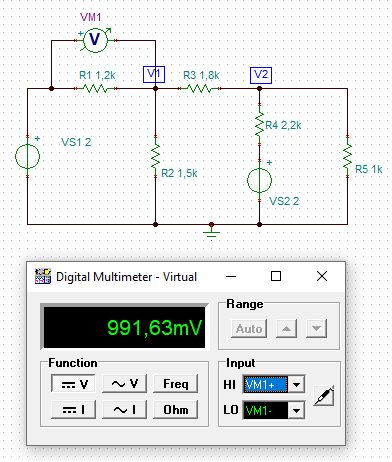 VM1
+
V
R1 1,2k
V1
R3 1,8k
V2
+
VS1 2
R2 1,5k
R4 2,2k
+
VS2 2
R5 1k
Digital Multimeter - Virtual
991,63mV
Range
Auto
Function
V
V
Freq
I
I
Ohm
Input
HI VM1+
LO VM1-